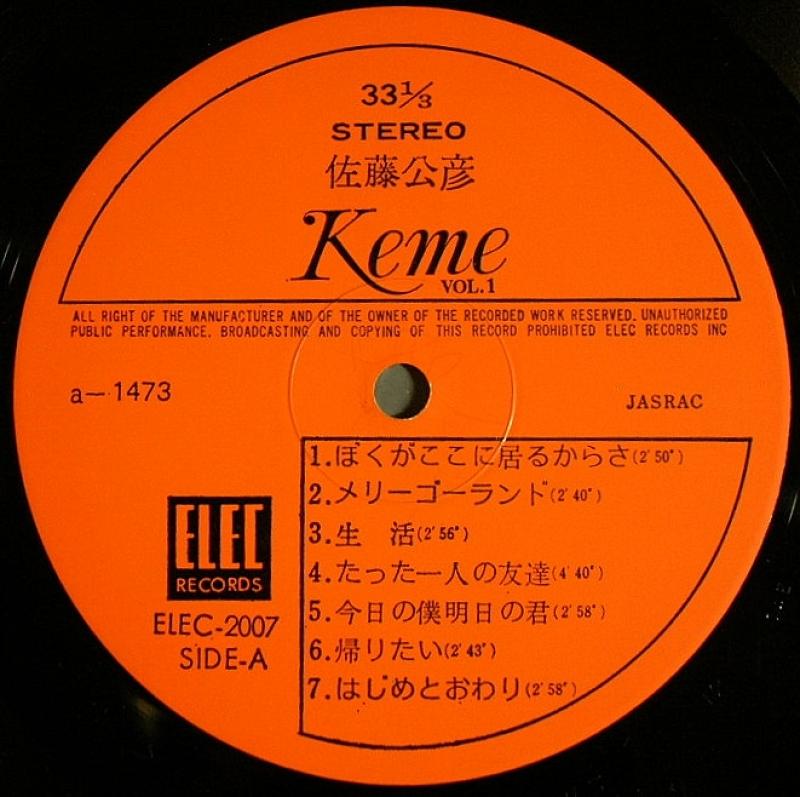 33⅓
STEREO
佐藤公彦
Keme
VOL.1
ALL RIGHT OF THE MANUFACTURER AND OF THE OWNER OF THE RECORDED WORK RESERVED. UNAUTHORIZED
PUBLIC PERFORMANCE. BROADCASTING AND COPYING OF THIS RECORD PROHIBITED ELEC RECORDS INC
a—1473
JASRAC
1.ぼくがここに居るからさ(2′50″)
2.メリーゴーランド(2′40″)
3.生 活(2′56″)
4.たった一人の友達(4′40″)
5.今日の僕明日の君(2′58″)
6.帰りたい(2′43″)
7.はじめとおわり(2′58″)
ELEC
RECORDS
ELEC-2007
SIDE-A